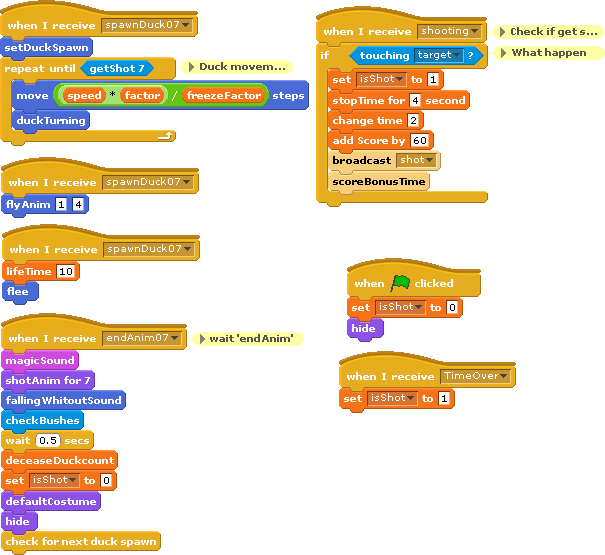 when I receive spawnDuck07
setDuckSpawn
repeat until getShot 7
Duck movem...
move speed * factor / freezeFactor steps
duckTurning
when I receive spawnDuck07
flyAnim 1 4
when I receive spawnDuck07
lifeTime 10
flee
when I receive endAnim07
wait 'endAnim'
magicSound
shotAnim for 7
fallingWhitoutSound
checkBushes
wait 0.5 secs
deceaseDuckcount
set isShot to 0
defaultCostume
hide
check for next duck spawn
when I receive shooting
Check if get s...
if touching target ?
What happen
set isShot to 1
stopTime for 4 second
change time 2
add Score by 60
broadcast shot
scoreBonusTime
when clicked
set isShot to 0
hide
when I receive TimeOver
set isShot to 1